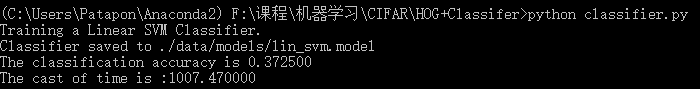 (C:\Users\Patapon\Anaconda2) F:\课程\机器学习\CIFAR\HOG+Classifer>python classifier.py
Training a Linear SVM Classifier.
Classifier saved to ./data/models/lin_svm.model
The classification accuracy is 0.372500
The cast of time is :1007.470000